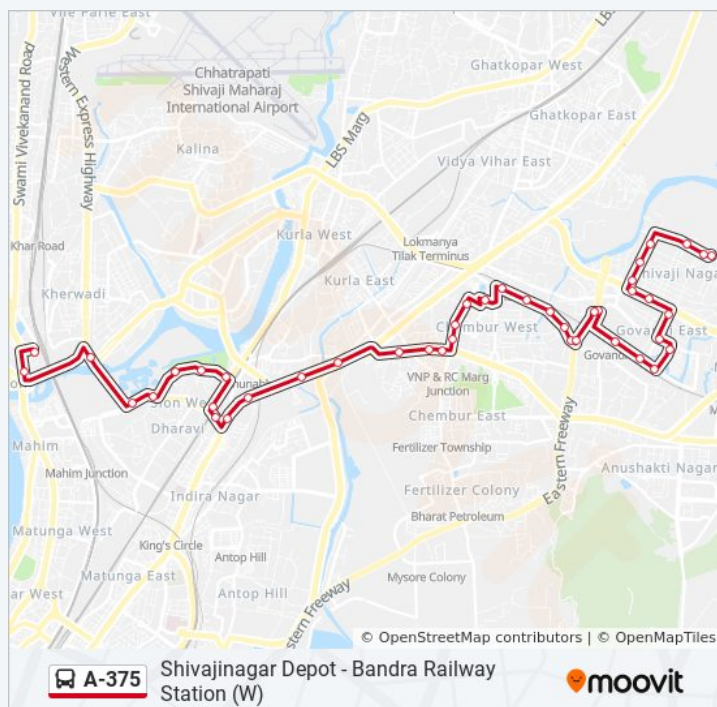 Vile Parle East
Ghatkopar West
LBS
Chhatrapati
Shivaji Maharaj
International Airport
Swami Vivekanand Road
Western Express Highway
LBS Marg
Ghatkopar East
Kalina
Vidya Vihar East
Khar Road
Kurla West
Lokmanya
Tilak Terminus
Kurla East
Shivaji Nagar
Kherwadi
Chembur West
Govandi East
Govandi
Sion West
Dharavi
VNP & RC Marg
Junction
Chembur East
Mahim
Mahim Junction
Fertilizer Township
Anushakti Nagar
Eastern Freeway
Indira Nagar
Fertilizer Colony
Matunga West
Bharat Petroleum
King's Circle
Antop Hill
Matunga East
Mysore Colony
Antop Hill
Eastern Freeway
© OpenStreetMap contributors | © OpenMapTiles
A-375
Shivajinagar Depot - Bandra Railway
Station (W)
moovit